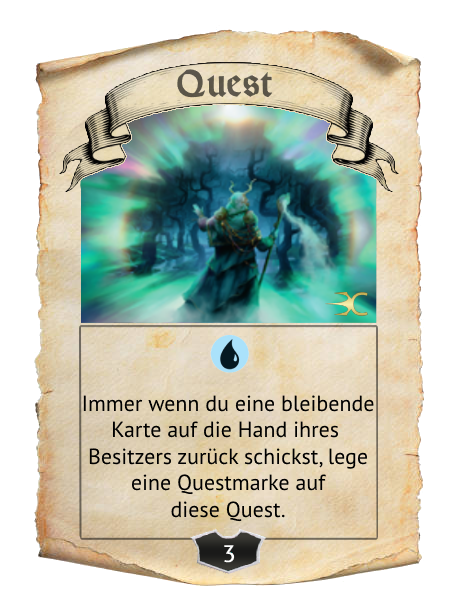 Quest
Immer wenn du eine bleibende
Karte auf die Hand ihres
Besitzers zurück schickst, lege
eine Questmarke auf
diese Quest.
3